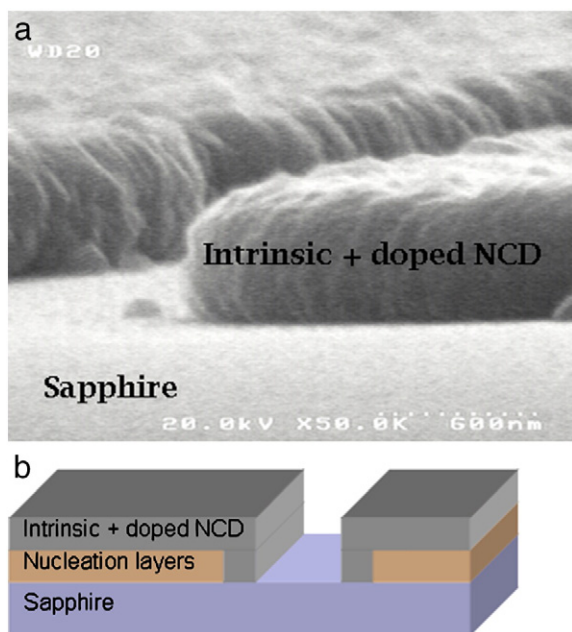 a
WD20
Intrinsic + doped NCD
Sapphire
20.0kV X50.0K 600nm
b
Intrinsic + doped NCD
Nucleation layers
Sapphire